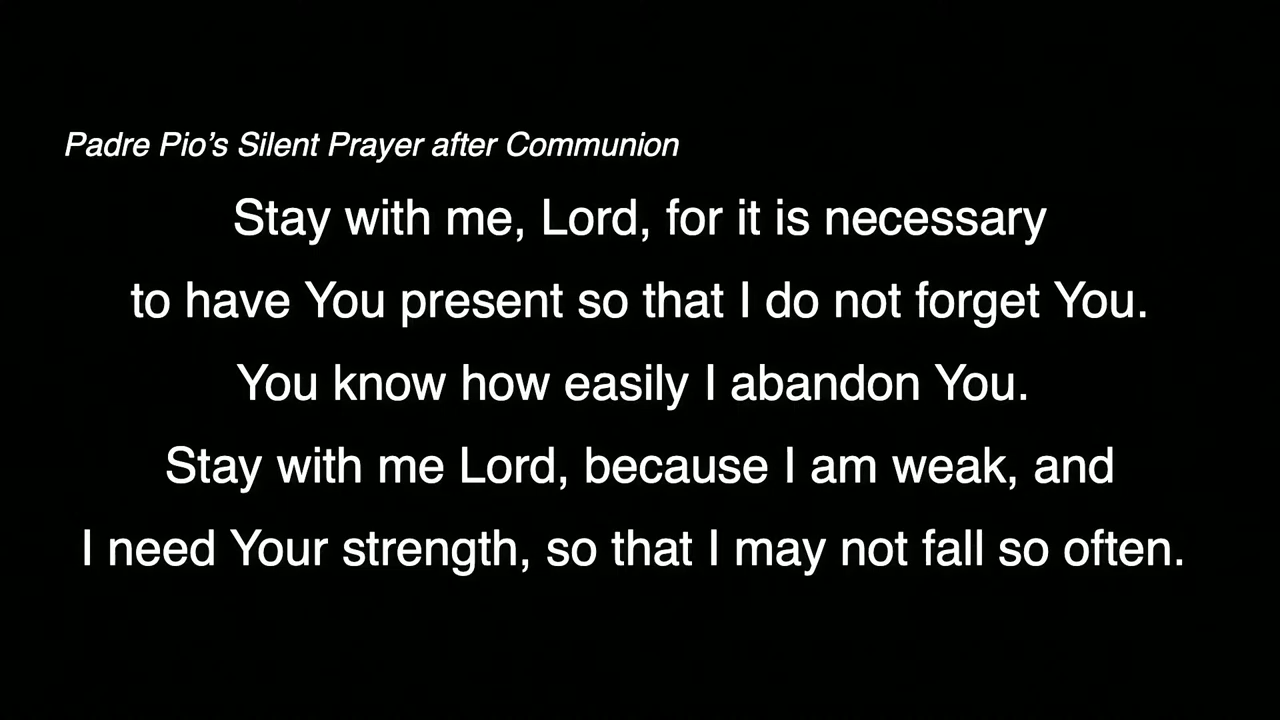 Padre Pio’s Silent Prayer after Communion
Stay with me, Lord, for it is necessary
to have You present so that I do not forget You.
You know how easily I abandon You.
Stay with me Lord, because I am weak, and
I need Your strength, so that I may not fall so often.